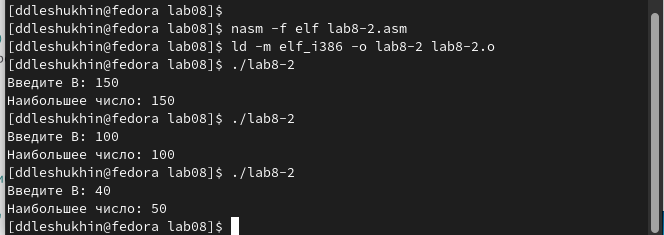 [ddleshukhin@fedora lab08]$
[ddleshukhin@fedora lab08]$ nasm -f elf lab8-2.asm
[ddleshukhin@fedora lab08]$ ld -m elf_i386 -o lab8-2 lab8-2.o
[ddleshukhin@fedora lab08]$ ./lab8-2
Введите В: 150
Наибольшее число: 150
[ddleshukhin@fedora lab08]$ ./lab8-2
Введите В: 100
Наибольшее число: 100
[ddleshukhin@fedora lab08]$ ./lab8-2
Введите В: 40
Наибольшее число: 50
[ddleshukhin@fedora lab08]$